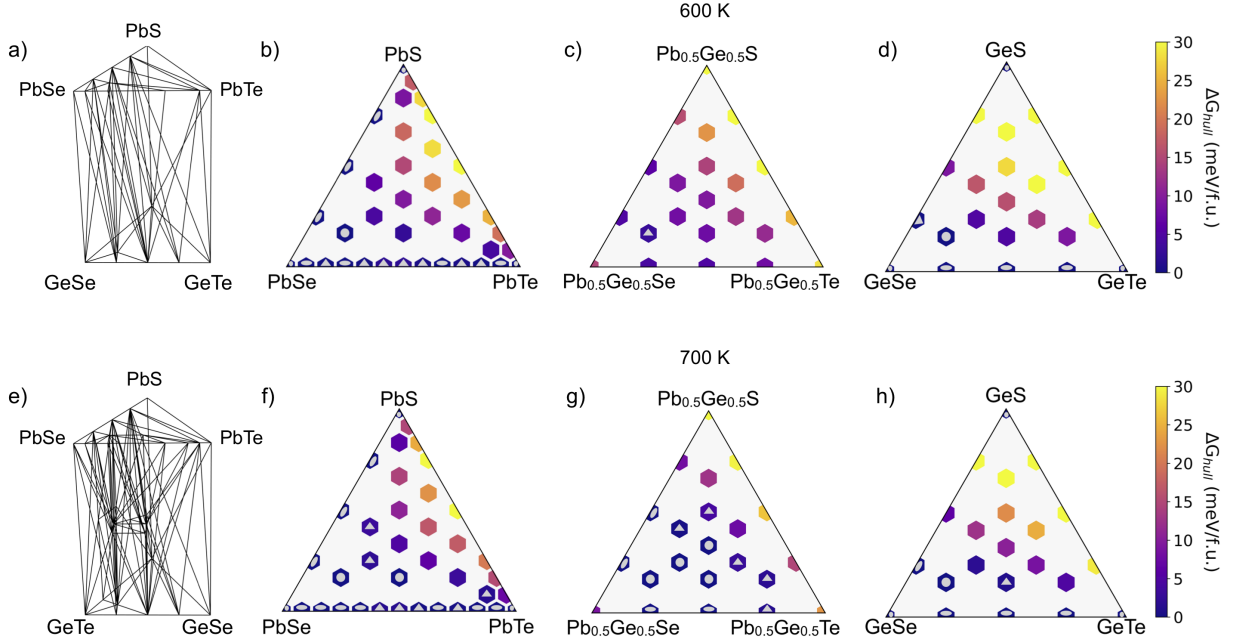 600 K
a)
PbS
PbSe
PbTe
GeSe
GeTe
b)
PbS
PbSe
PbTe
c)
Pb0.5Ge0.5S
Pb0.5Ge0.5Se
Pb0.5Ge0.5Te
d)
GeS
GeSe
GeTe
30
25
20
15
10
5
0
ΔGhull (meV/f.u.)
700 K
e)
PbS
PbSe
PbTe
GeTe
GeSe
f)
PbS
PbSe
PbTe
g)
Pb0.5Ge0.5S
Pb0.5Ge0.5Se
Pb0.5Ge0.5Te
h)
GeS
GeSe
GeTe
30
25
20
15
10
5
0
ΔGhull (meV/f.u.)